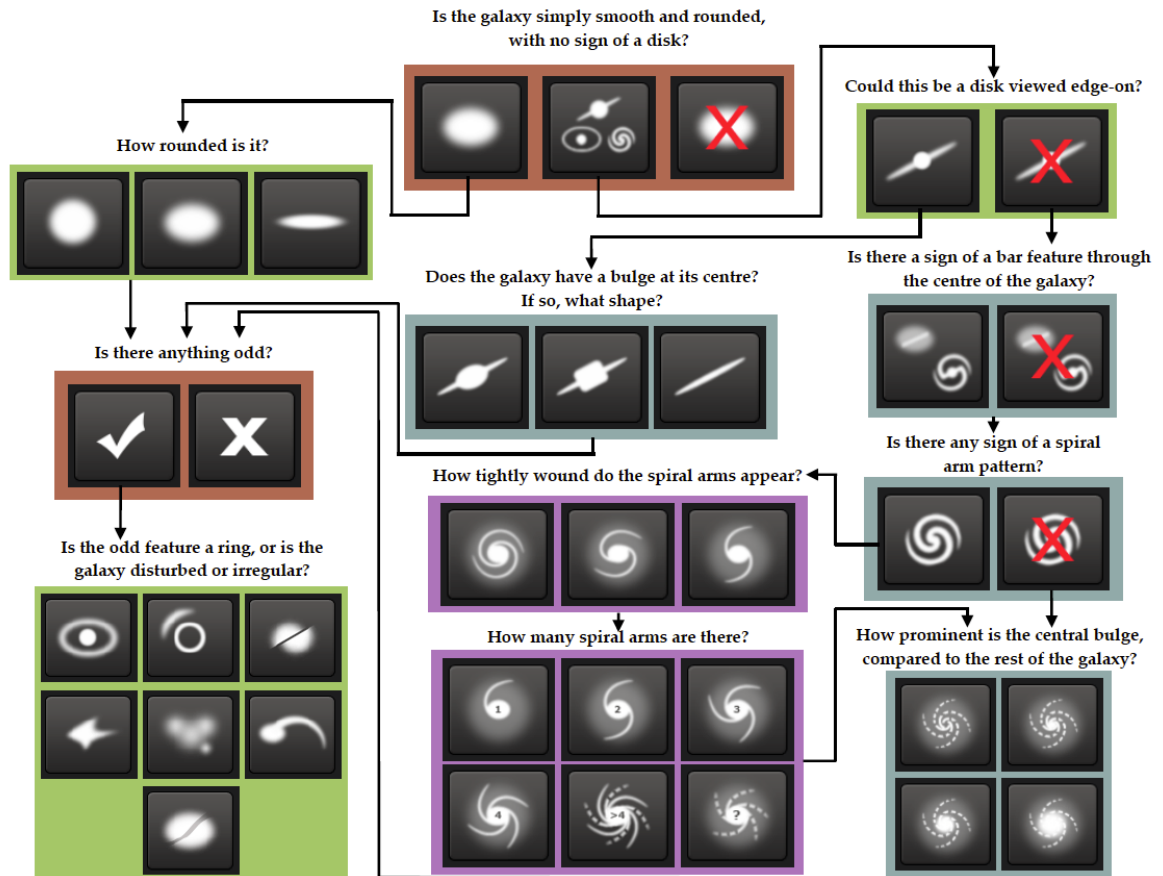 Is the galaxy simply smooth and rounded,
with no sign of a disk?
Could this be a disk viewed edge-on?
How rounded is it?
Does the galaxy have a bulge at its centre?
If so, what shape?
Is there a sign of a bar feature through
the centre of the galaxy?
Is there anything odd?
Is there any sign of a spiral
arm pattern?
How tightly wound do the spiral arms appear?
Is the odd feature a ring, or is the
galaxy disturbed or irregular?
How many spiral arms are there?
1
2
3
4
>4
?
How prominent is the central bulge,
compared to the rest of the galaxy?